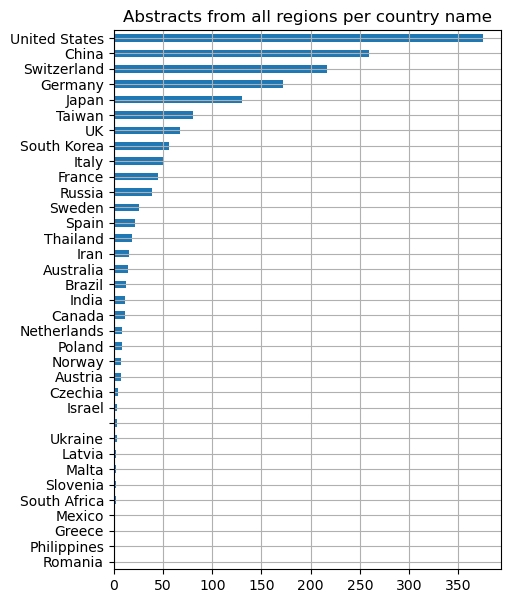 Abstracts from all regions per country name
United States
China
Switzerland
Germany
Japan
Taiwan
UK
South Korea
Italy
France
Russia
Sweden
Spain
Thailand
Iran
Australia
Brazil
India
Canada
Netherlands
Poland
Norway
Austria
Czechia
Israel
Ukraine
Latvia
Malta
Slovenia
South Africa
Mexico
Greece
Philippines
Romania
0 50 100 150 200 250 300 350